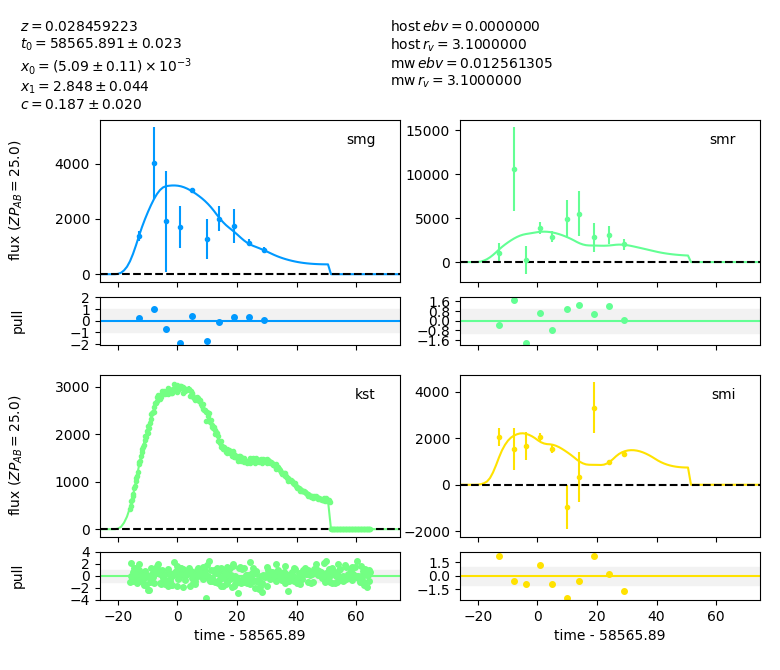 z = 0.028459223
t₀ = 58565.891 ± 0.023
x₀ = (5.09 ± 0.11) × 10⁻³
x₁ = 2.848 ± 0.044
c = 0.187 ± 0.020
host ebv = 0.0000000
host r_v = 3.1000000
mw ebv = 0.012561305
mw r_v = 3.1000000
flux (ZP_AB = 25.0)
4000
2000
0
smg
15000
10000
5000
0
smr
pull
2
1
0
−1
−2
1.6
0.8
0.0
−0.8
−1.6
flux (ZP_AB = 25.0)
3000
2000
1000
0
kst
4000
2000
0
−2000
smi
pull
4
2
0
−2
−4
−20 0 20 40 60
time - 58565.89
1.5
0.0
−1.5
−20 0 20 40 60
time - 58565.89